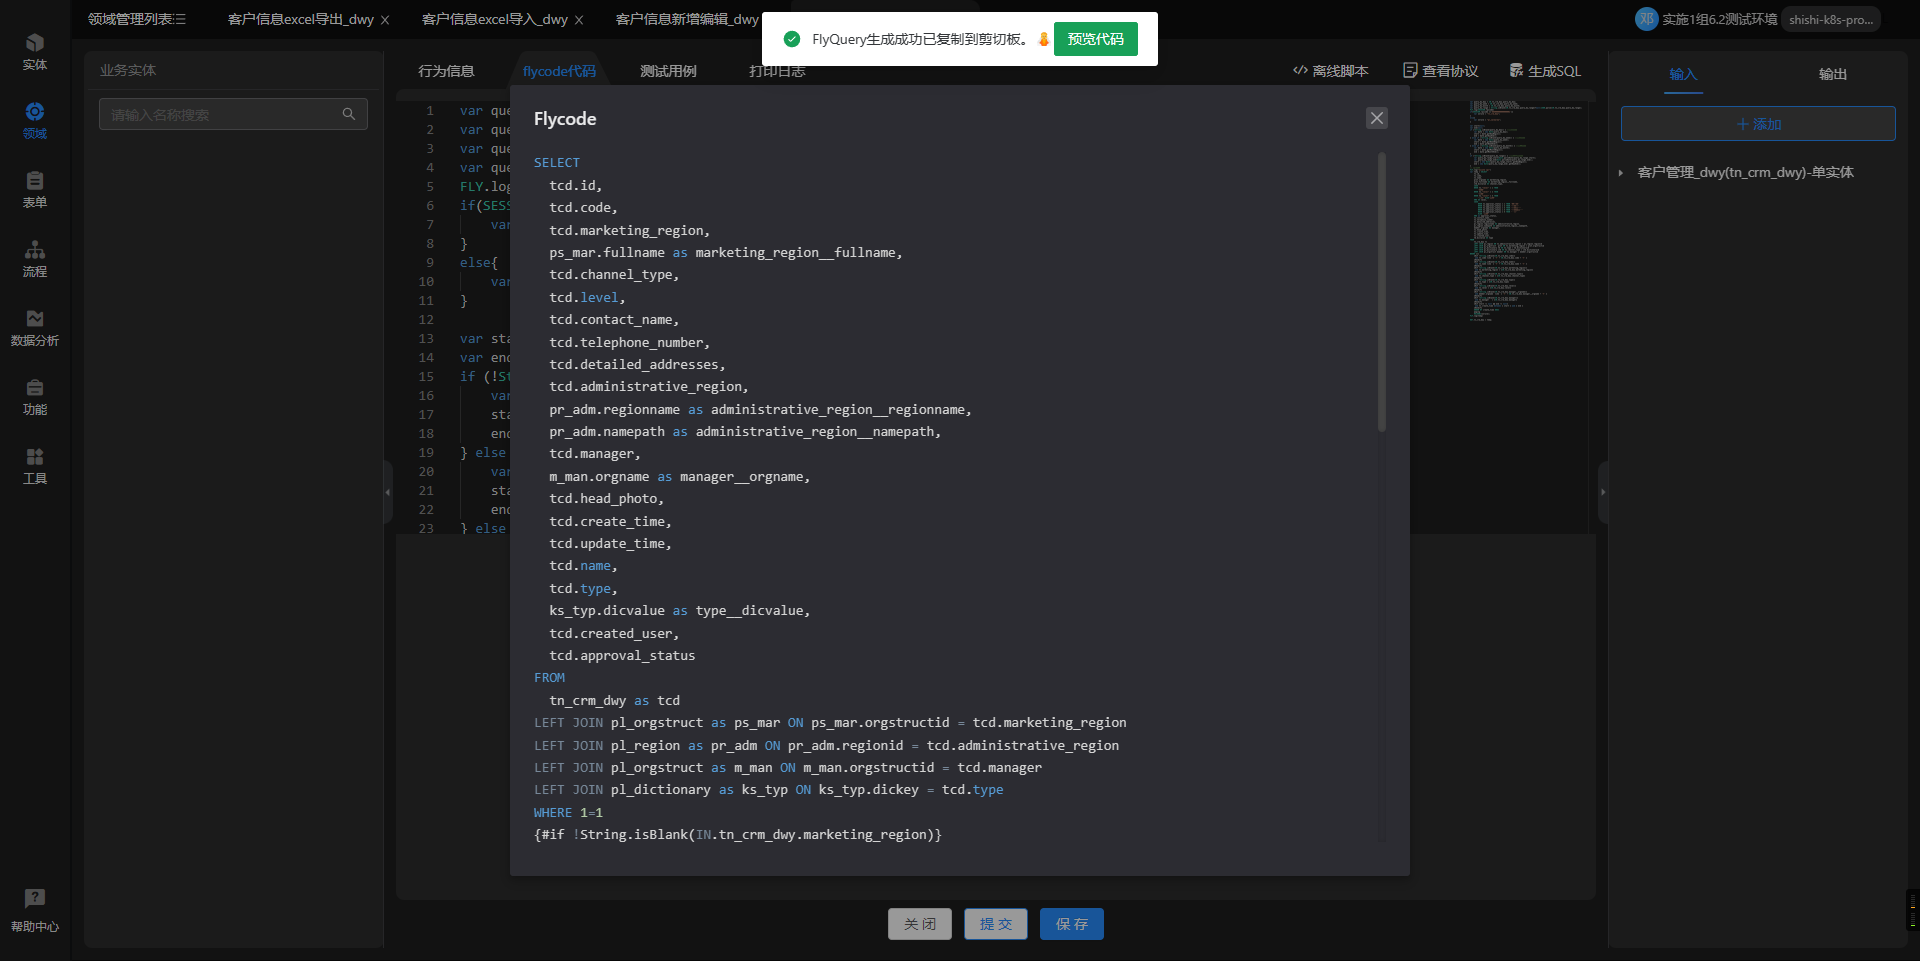 领域管理列表
客户信息excel导出_dwy
客户信息excel导入_dwy
客户信息新增编辑_dwy
FlyQuery生成成功已复制到剪切板。
预览代码
邓
实施1组6.2测试环境
shishi-k8s-pro...
实体
领域
表单
流程
数据分析
功能
工具
帮助中心
业务实体
请输入名称搜索
行为信息
flycode代码
测试用例
打印日志
离线脚本
查看协议
生成SQL
1 var que
2 var que
3 var que
4 var que
5 FLY.log
6 if(SESS
7 var
8 }
9 else{
10 var
11 }
12
13 var sta
14 var end
15 if (!St
16 var
17 sta
18 end
19 } else
20 var
21 sta
22 end
23 } else
Flycode
SELECT
tcd.id,
tcd.code,
tcd.marketing_region,
ps_mar.fullname as marketing_region__fullname,
tcd.channel_type,
tcd.level,
tcd.contact_name,
tcd.telephone_number,
tcd.detailed_addresses,
tcd.administrative_region,
pr_adm.regionname as administrative_region__regionname,
pr_adm.namepath as administrative_region__namepath,
tcd.manager,
m_man.orgname as manager__orgname,
tcd.head_photo,
tcd.create_time,
tcd.update_time,
tcd.name,
tcd.type,
ks_typ.dicvalue as type__dicvalue,
tcd.created_user,
tcd.approval_status
FROM
tn_crm_dwy as tcd
LEFT JOIN pl_orgstruct as ps_mar ON ps_mar.orgstructid = tcd.marketing_region
LEFT JOIN pl_region as pr_adm ON pr_adm.regionid = tcd.administrative_region
LEFT JOIN pl_orgstruct as m_man ON m_man.orgstructid = tcd.manager
LEFT JOIN pl_dictionary as ks_typ ON ks_typ.dickey = tcd.type
WHERE 1=1
{#if !String.isBlank(IN.tn_crm_dwy.marketing_region)}
输入
输出
添加
客户管理_dwy(tn_crm_dwy)-单实体
关闭
提交
保存